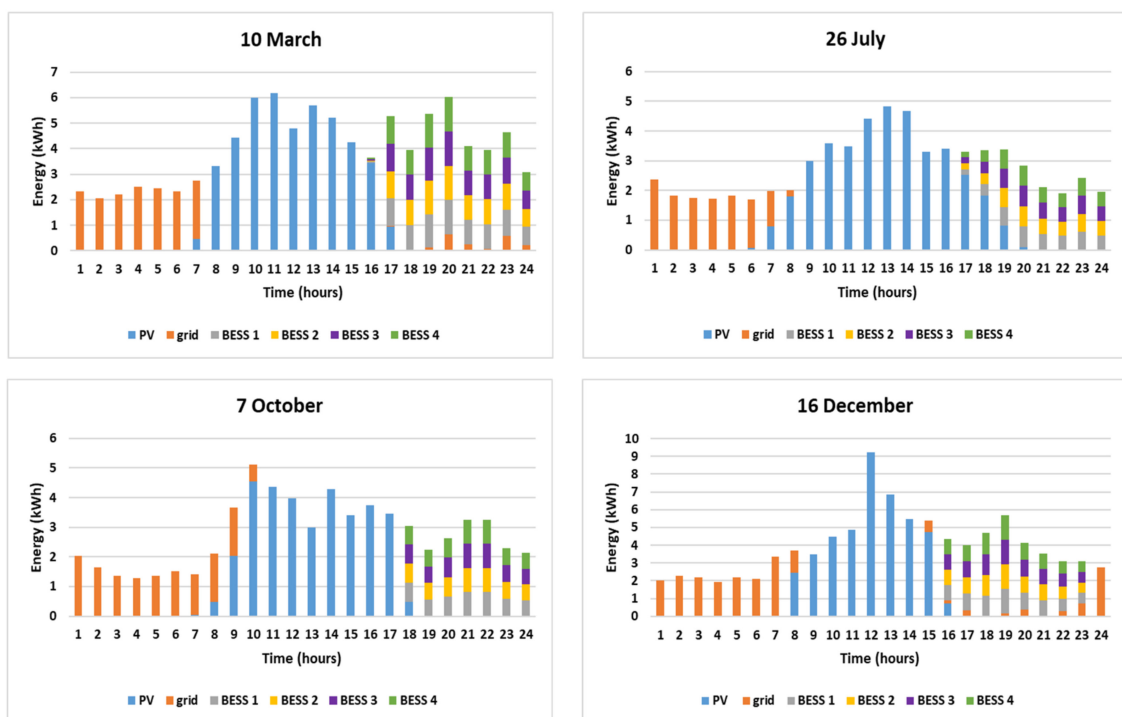 10 March
7
6
5
4
3
2
1
0
Energy (kWh)
1 2 3 4 5 6 7 8 9 10 11 12 13 14 15 16 17 18 19 20 21 22 23 24
Time (hours)
PV grid BESS 1 BESS 2 BESS 3 BESS 4
26 July
6
5
4
3
2
1
0
Energy (kWh)
1 2 3 4 5 6 7 8 9 10 11 12 13 14 15 16 17 18 19 20 21 22 23 24
Time (hours)
PV grid BESS 1 BESS 2 BESS 3 BESS 4
7 October
6
5
4
3
2
1
0
Energy (kWh)
1 2 3 4 5 6 7 8 9 10 11 12 13 14 15 16 17 18 19 20 21 22 23 24
Time (hours)
PV grid BESS 1 BESS 2 BESS 3 BESS 4
16 December
10
9
8
7
6
5
4
3
2
1
0
Energy (kWh)
1 2 3 4 5 6 7 8 9 10 11 12 13 14 15 16 17 18 19 20 21 22 23 24
Time (hours)
PV grid BESS 1 BESS 2 BESS 3 BESS 4